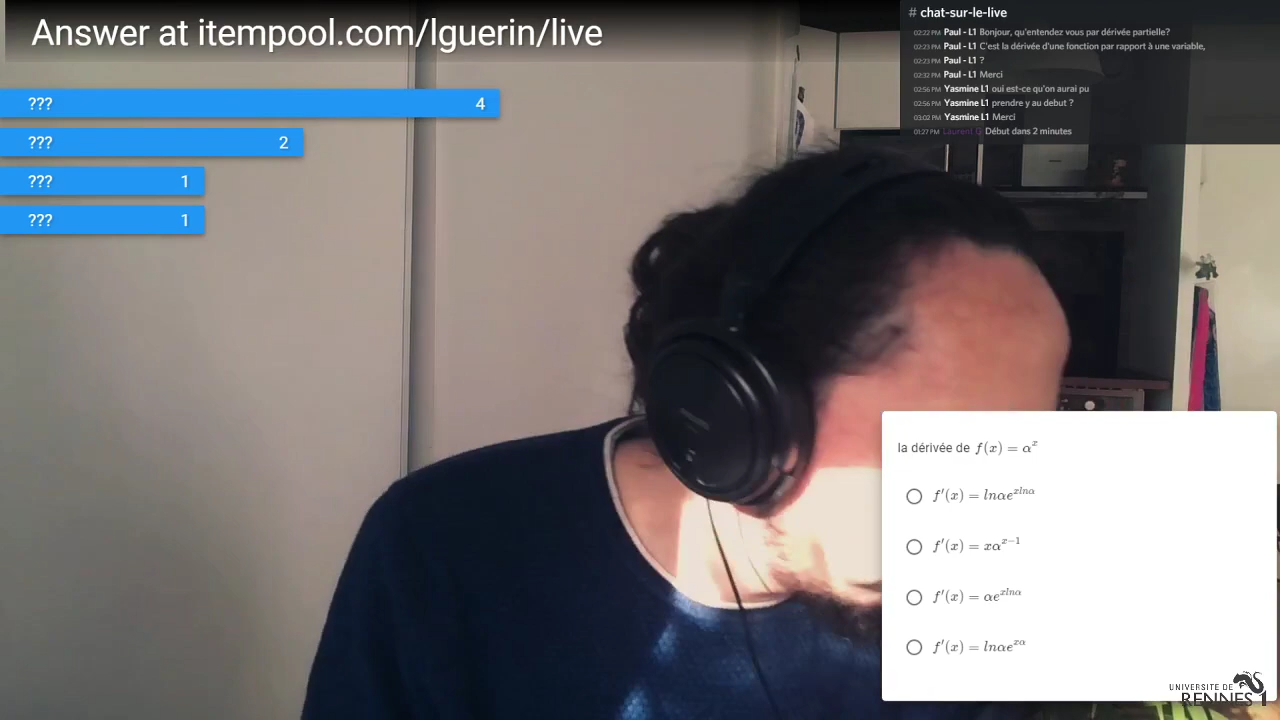 Answer at itempool.com/lguerin/live
??? 4
??? 2
??? 1
??? 1
# chat-sur-le-live
02:22 PM Paul - L1 Bonjour, qu'entendez vous par dérivée partielle?
02:23 PM Paul - L1 C'est la dérivée d'une fonction par rapport à une variable,
02:23 PM Paul - L1 ?
02:32 PM Paul - L1 Merci
02:56 PM Yasmine L1 oui est-ce qu'on aurai pu
02:56 PM Yasmine L1 prendre y au debut ?
03:02 PM Yasmine L1 Merci
01:27 PM Laurent G Début dans 2 minutes
la dérivée de f(x) = α^x
f′(x) = lnαe^{xlnα}
f′(x) = xα^{x−1}
f′(x) = αe^{xlnα}
f′(x) = lnαe^{xα}
UNIVERSITE DE
RENNES 1